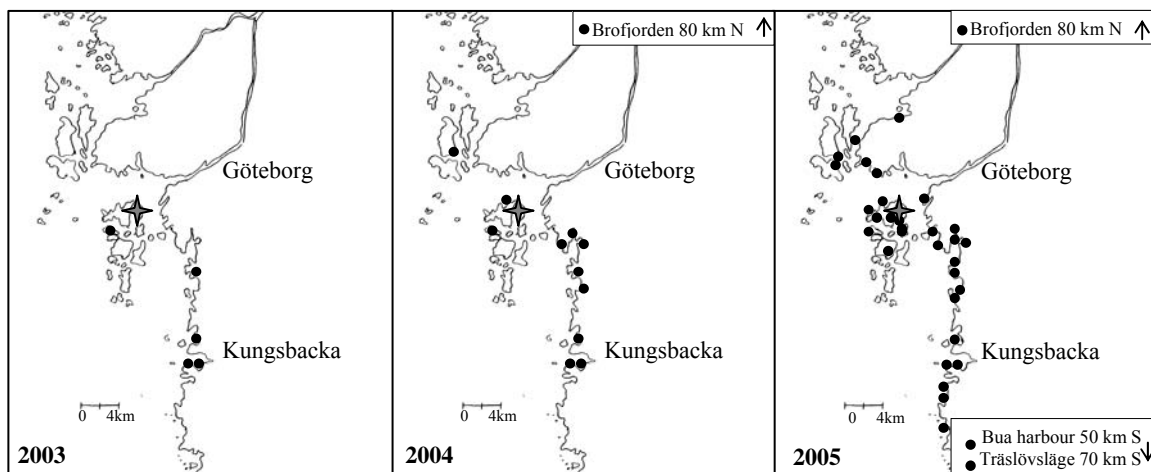 Göteborg
Kungsbacka
0 4km
2003
Brofjorden 80 km N
Göteborg
Kungsbacka
0 4km
2004
Brofjorden 80 km N
Göteborg
Kungsbacka
0 4km
Bua harbour 50 km S
Träslövsläge 70 km S
2005